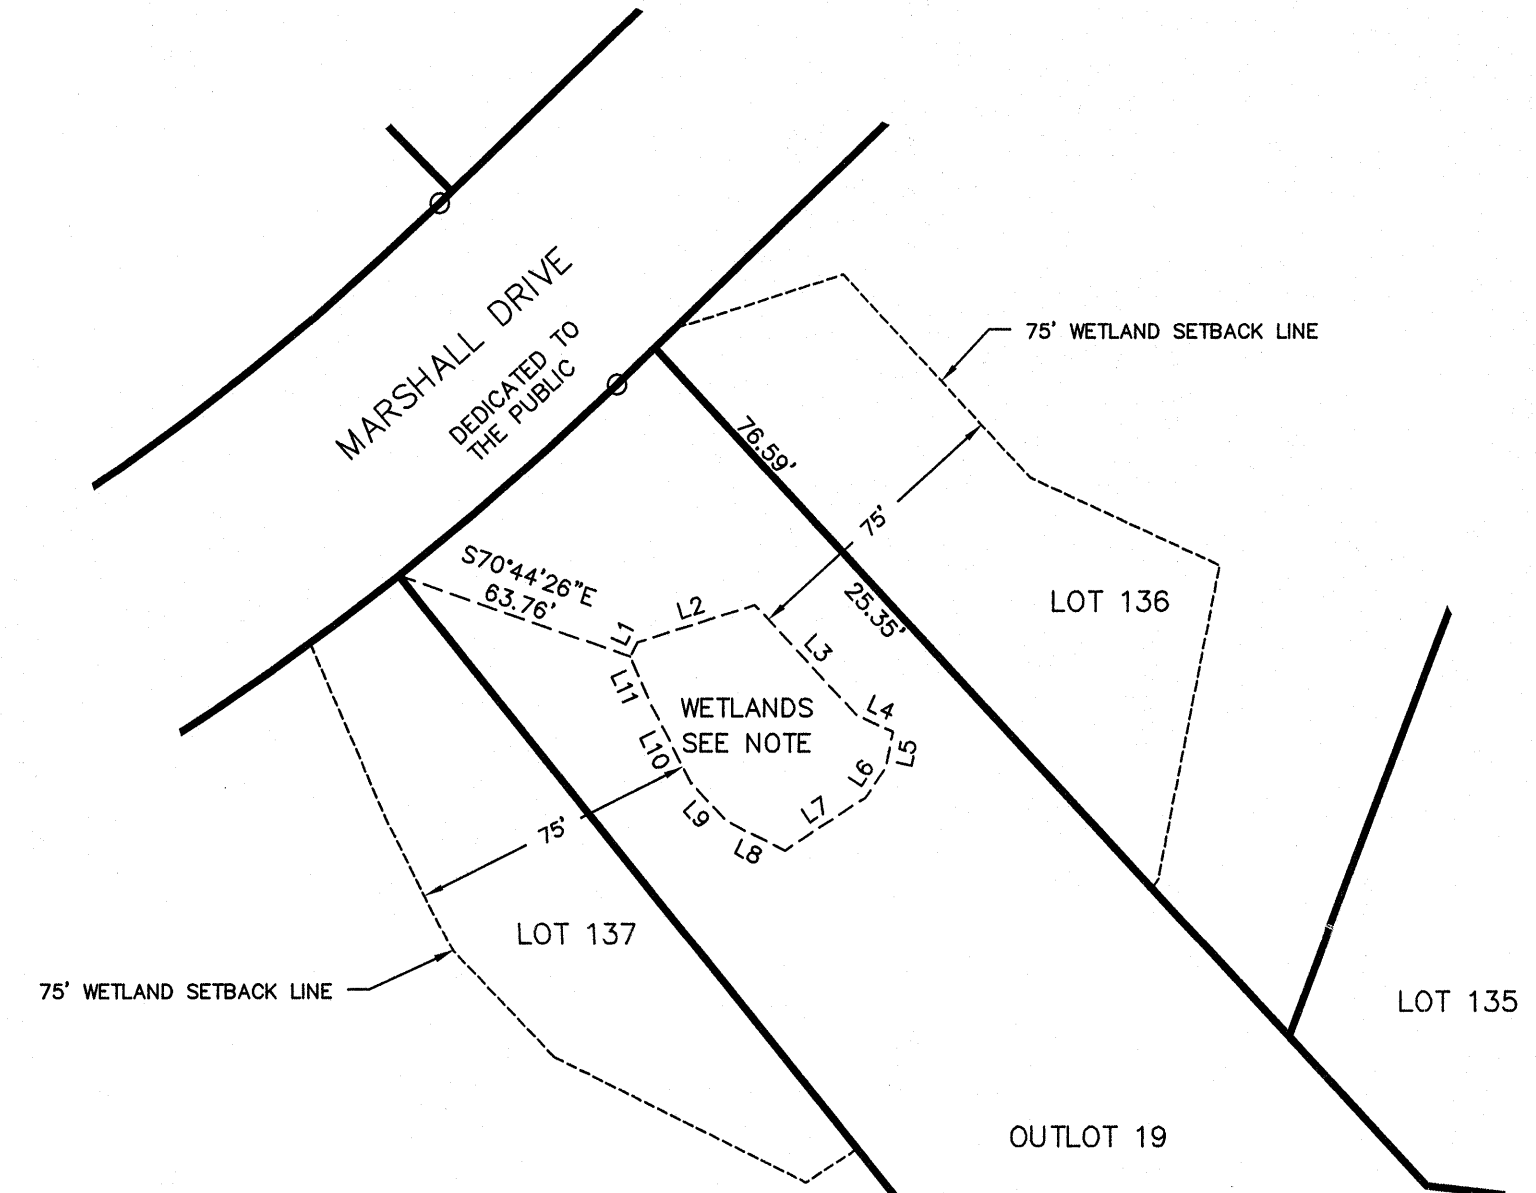 MARSHALL DRIVE
DEDICATED TO
THE PUBLIC
75' WETLAND SETBACK LINE
76.59'
75'
25.35'
LOT 136
S70°44'26"E
63.76'
L1
L2
L3
L4
L5
L6
L7
L8
L9
L10
L11
WETLANDS
SEE NOTE
75'
LOT 137
75' WETLAND SETBACK LINE
LOT 135
OUTLOT 19